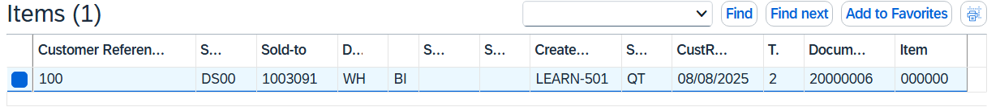 Items (1) Find Find next Add to Favorites
Customer Referen... S... Sold-to D... S... S... Create... S... CustR... T. Docum... Item
100 DS00 1003091 WH BI LEARN-501 QT 08/08/2025 2 20000006 000000